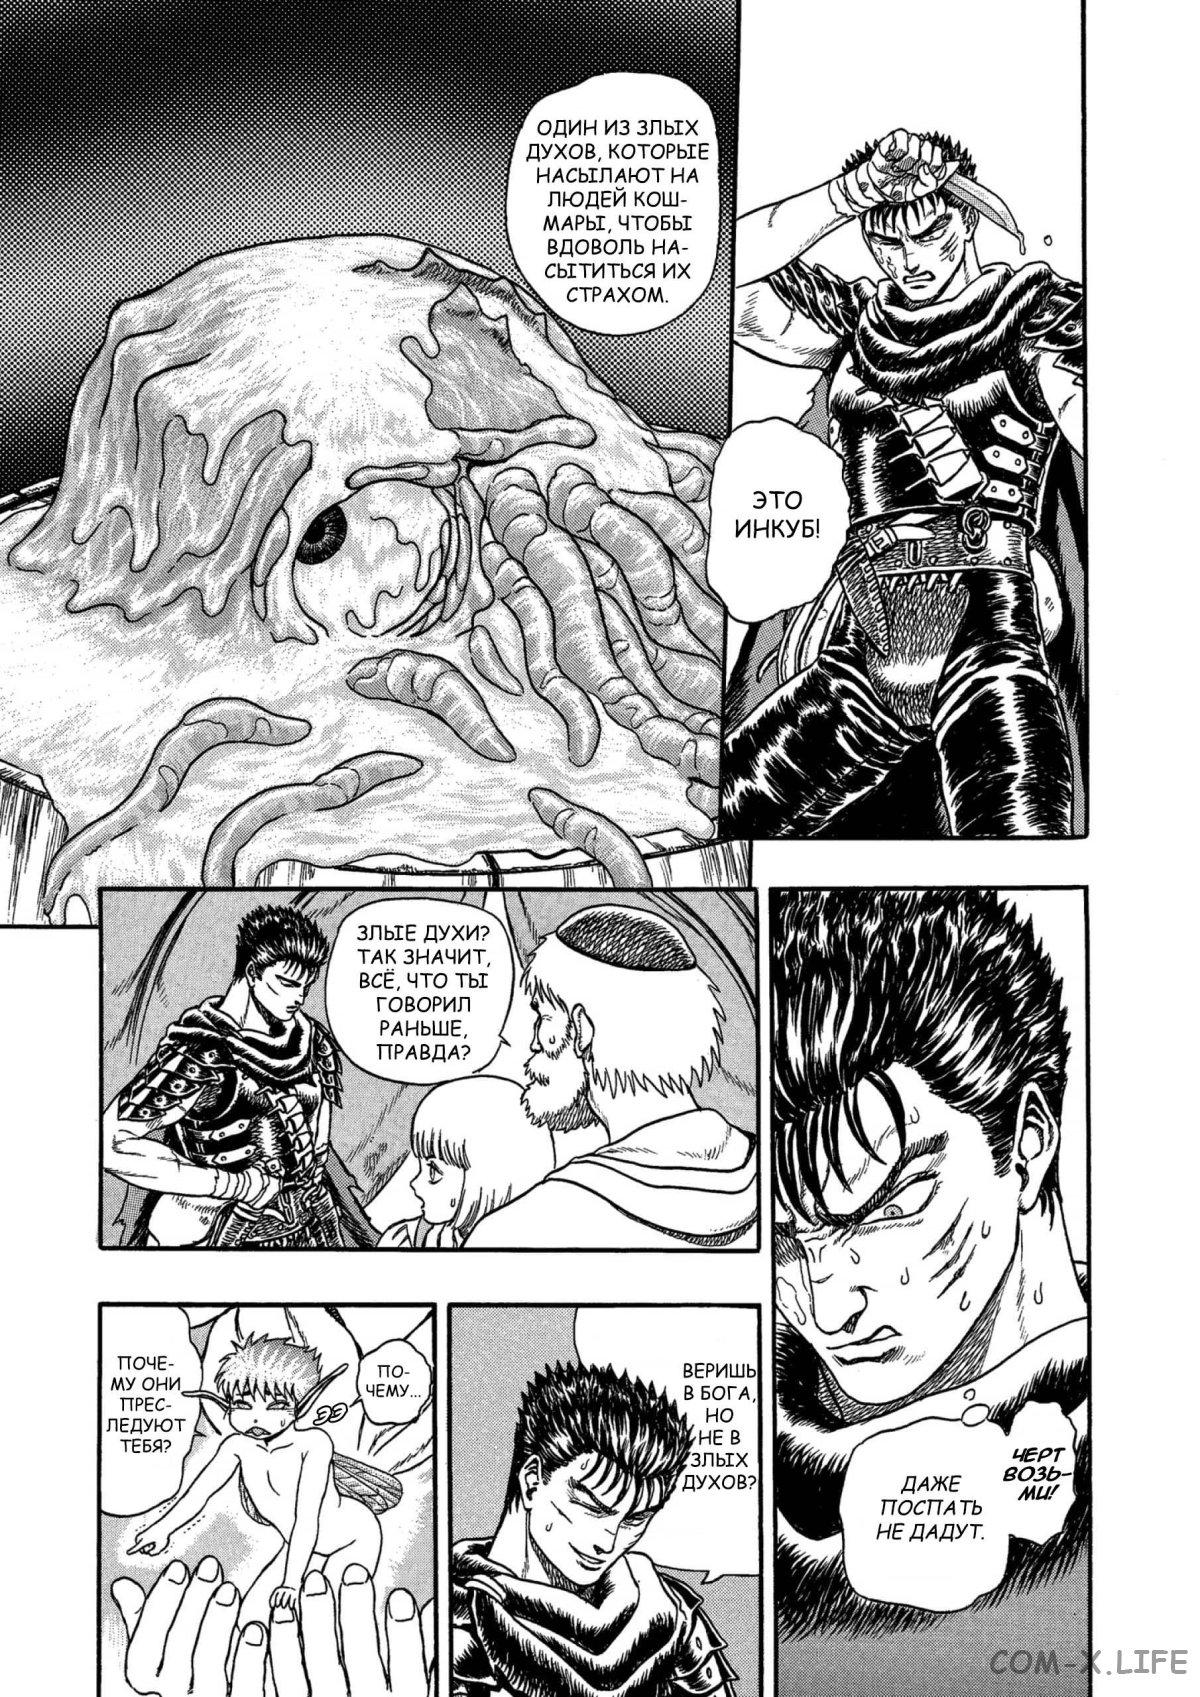 ЭТО
ИНКУБ!
ОДИН ИЗ ЗЛЫХ
ДУХОВ, КОТОРЫЕ
НАСЫЛАЮТ НА
ЛЮДЕЙ КОШ-
МАРЫ, ЧТОБЫ
ВДОВОЛЬ НА-
СЫТИТЬСЯ ИХ
СТРАХОМ.
ЧЕРТ
ВОЗЬ-
МИ!
ДАЖЕ
ПОСПАТЬ
НЕ ДАДУТ.
ЗЛЫЕ ДУХИ?
ТАК ЗНАЧИТ,
ВСЁ, ЧТО ТЫ
ГОВОРИЛ
РАНЬШЕ,
ПРАВДА?
ВЕРИШЬ
В БОГА,
НО
НЕ В
ЗЛЫХ
ДУХОВ?
ПО-
ЧЕМУ...
ЭЭ
ПОЧЕ-
МУ ОНИ
ПРЕС-
ЛЕДУЮТ
ТЕБЯ?
COM-X.LIFE